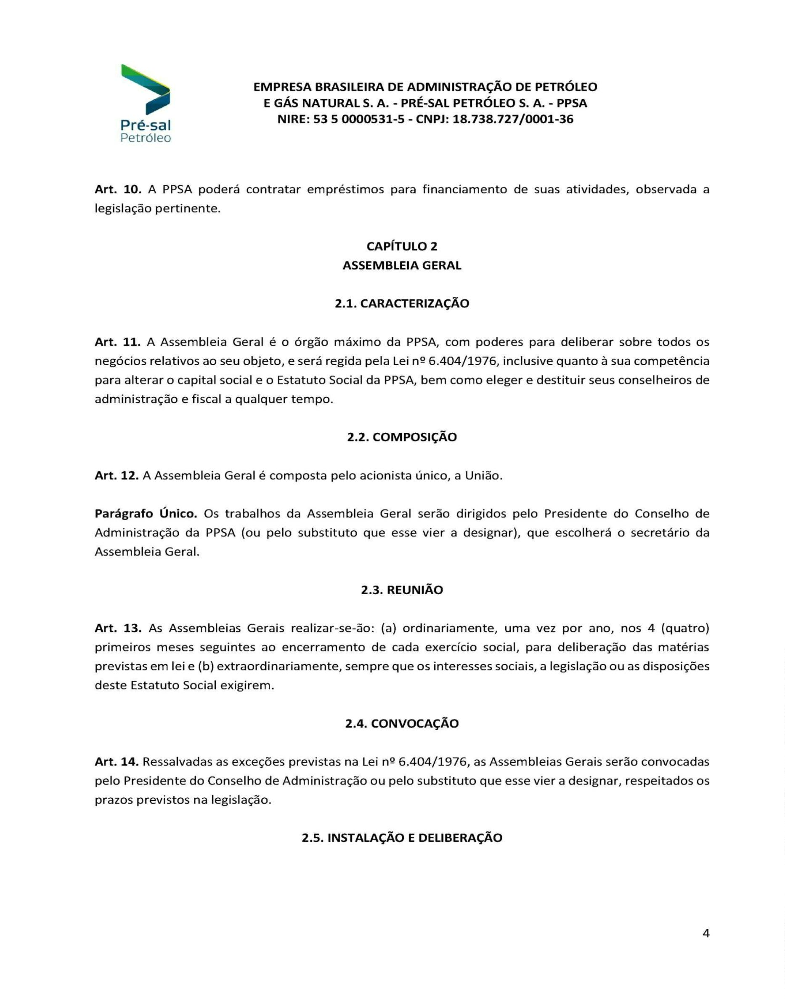 Pré-sal
Petróleo
EMPRESA BRASILEIRA DE ADMINISTRAÇÃO DE PETRÓLEO
E GÁS NATURAL S. A. - PRÉ-SAL PETRÓLEO S. A. - PPSA
NIRE: 53 5 0000531-5 - CNPJ: 18.738.727/0001-36
Art. 10. A PPSA poderá contratar empréstimos para financiamento de suas atividades, observada a
legislação pertinente.
CAPÍTULO 2
ASSEMBLEIA GERAL
2.1. CARACTERIZAÇÃO
Art. 11. A Assembleia Geral é o órgão máximo da PPSA, com poderes para deliberar sobre todos os
negócios relativos ao seu objeto, e será regida pela Lei nº 6.404/1976, inclusive quanto à sua competência
para alterar o capital social e o Estatuto Social da PPSA, bem como eleger e destituir seus conselheiros de
administração e fiscal a qualquer tempo.
2.2. COMPOSIÇÃO
Art. 12. A Assembleia Geral é composta pelo acionista único, a União.
Parágrafo Único. Os trabalhos da Assembleia Geral serão dirigidos pelo Presidente do Conselho de
Administração da PPSA (ou pelo substituto que esse vier a designar), que escolherá o secretário da
Assembleia Geral.
2.3. REUNIÃO
Art. 13. As Assembleias Gerais realizar-se-ão: (a) ordinariamente, uma vez por ano, nos 4 (quatro)
primeiros meses seguintes ao encerramento de cada exercício social, para deliberação das matérias
previstas em lei e (b) extraordinariamente, sempre que os interesses sociais, a legislação ou as disposições
deste Estatuto Social exigirem.
2.4. CONVOCAÇÃO
Art. 14. Ressalvadas as exceções previstas na Lei nº 6.404/1976, as Assembleias Gerais serão convocadas
pelo Presidente do Conselho de Administração ou pelo substituto que esse vier a designar, respeitados os
prazos previstos na legislação.
2.5. INSTALAÇÃO E DELIBERAÇÃO
4